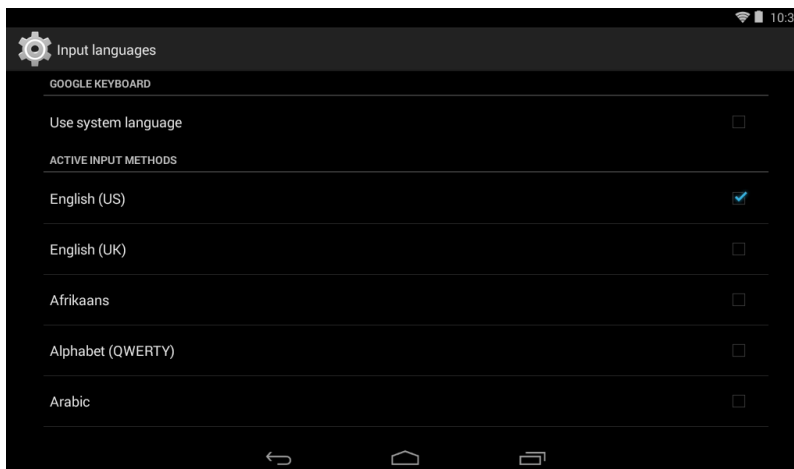 10:3
Input languages
GOOGLE KEYBOARD
Use system language
ACTIVE INPUT METHODS
English (US)
English (UK)
Afrikaans
Alphabet (QWERTY)
Arabic